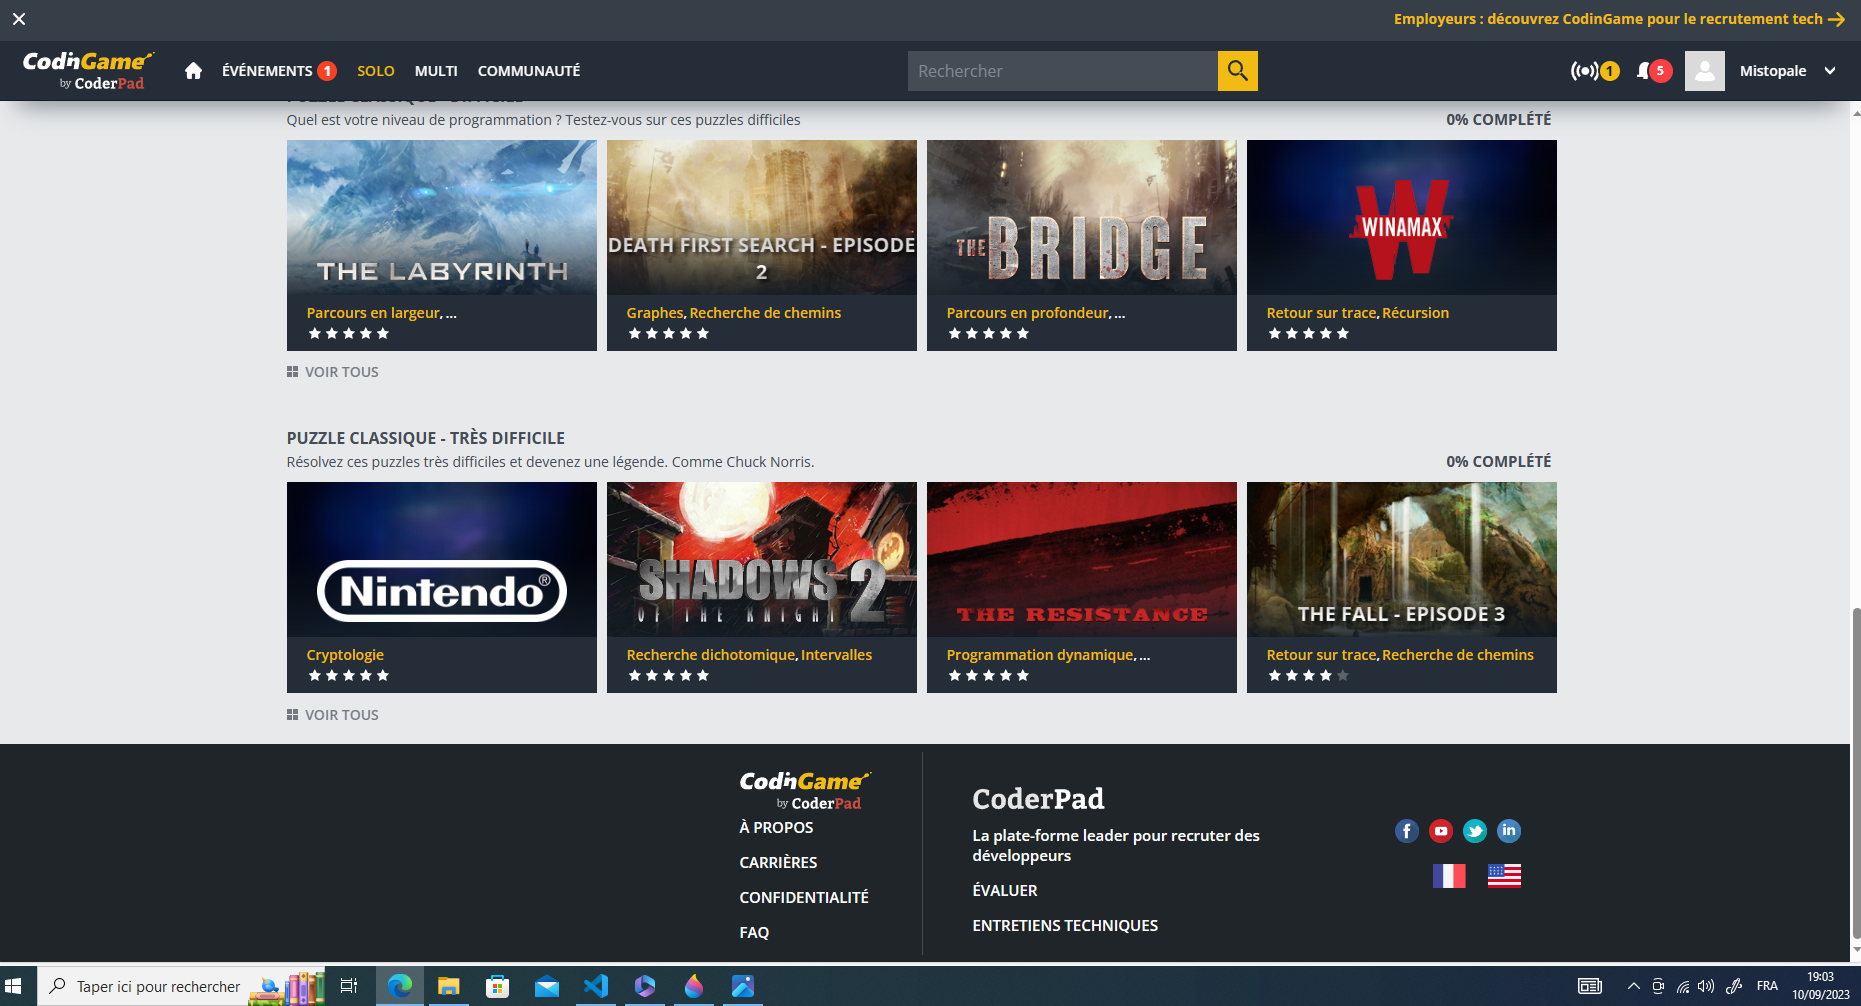 Employeurs : découvrez CodinGame pour le recrutement tech
CodinGame
by CoderPad
ÉVÉNEMENTS 1 SOLO MULTI COMMUNAUTÉ
Rechercher
1 5 Mistopale
PUZZLE CLASSIQUE - DIFFICILE
Quel est votre niveau de programmation ? Testez-vous sur ces puzzles difficiles
0% COMPLÉTÉ
THE LABYRINTH
DEATH FIRST SEARCH - EPISODE
2
THE BRIDGE
W
WINAMAX
Parcours en largeur, ...
Graphes, Recherche de chemins
Parcours en profondeur, ...
Retour sur trace, Récursion
VOIR TOUS
PUZZLE CLASSIQUE - TRÈS DIFFICILE
Résolvez ces puzzles très difficiles et devenez une légende. Comme Chuck Norris.
0% COMPLÉTÉ
Nintendo®
SHADOWS 2
OF THE KNIGHT
THE RESISTANCE
THE FALL - EPISODE 3
Cryptologie
Recherche dichotomique, Intervalles
Programmation dynamique, ...
Retour sur trace, Recherche de chemins
VOIR TOUS
CodinGame
by CoderPad
À PROPOS
CARRIÈRES
CONFIDENTIALITÉ
FAQ
CoderPad
La plate-forme leader pour recruter des
développeurs
ÉVALUER
ENTRETIENS TECHNIQUES
f
in
Taper ici pour rechercher
FRA
19:03
10/09/2023